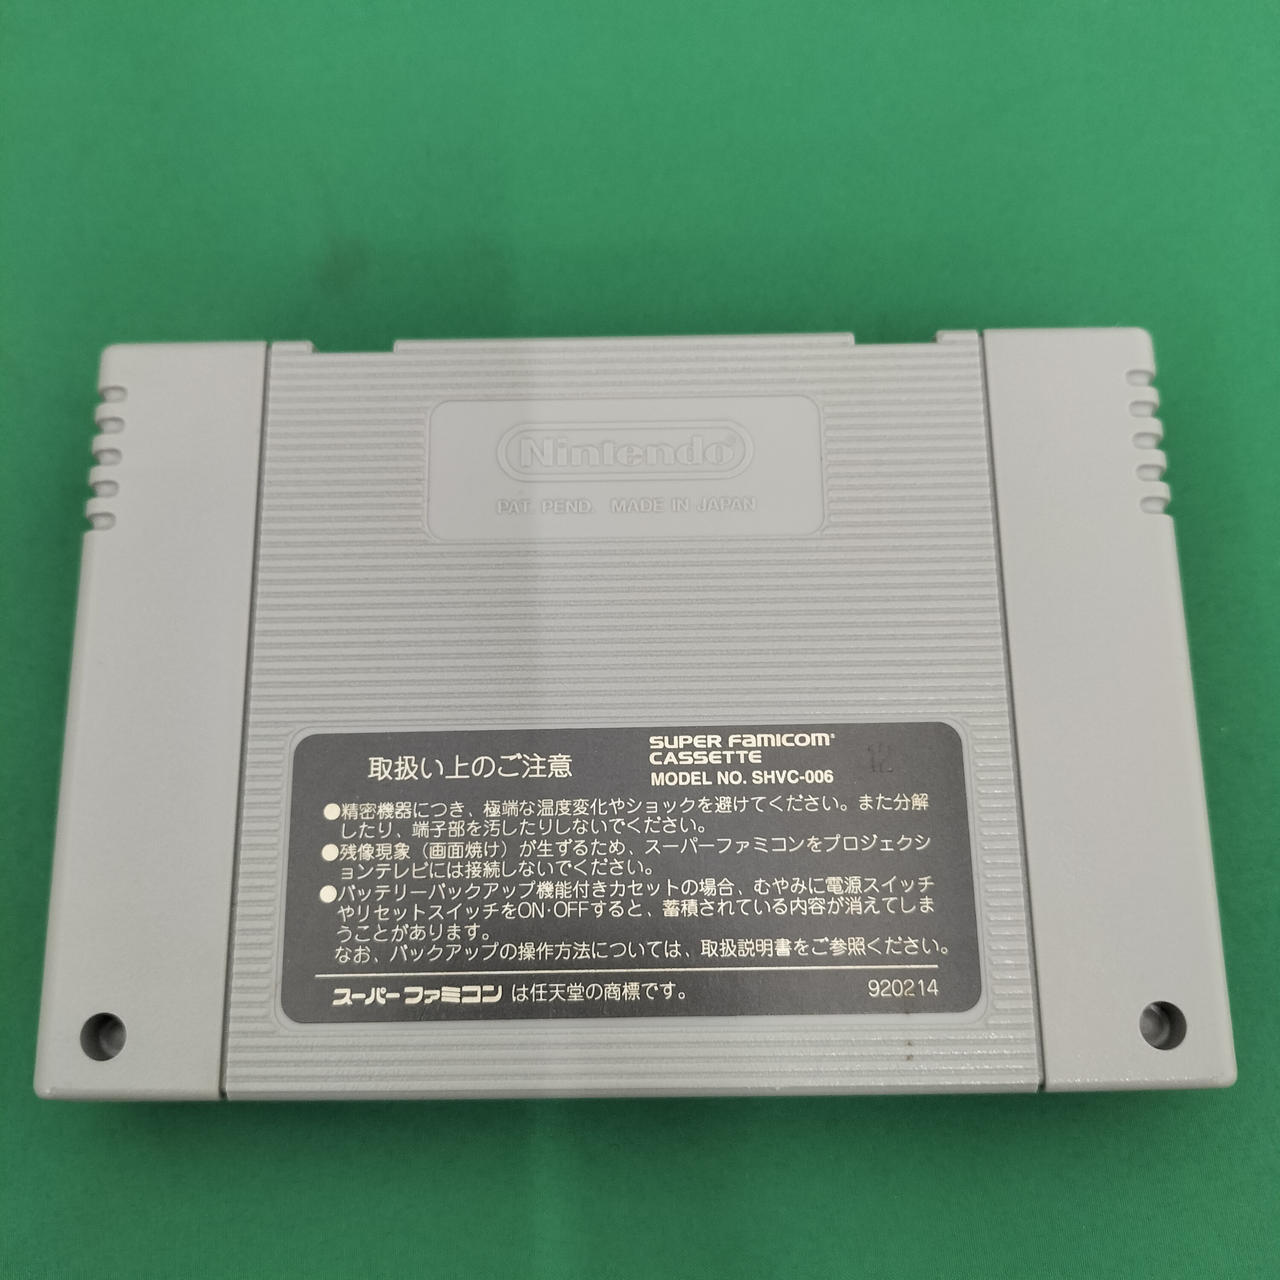 Nintendo®
PAT. PEND. MADE IN JAPAN
取扱い上のご注意
SUPER FAMICOM®
CASSETTE
MODEL NO. SHVC-006
12
●精密機器につき、極端な温度変化やショックを避けてください。また分解
したり、端子部を汚したりしないでください。
●残像現象（画面焼け）が生ずるため、スーパーファミコンをプロジェクシ
ョンテレビには接続しないでください。
●バッテリーバックアップ機能付きカセットの場合、むやみに電源スイッチ
やリセットスイッチをON·OFFすると、蓄積されている内容が消えてしま
うことがあります。
なお、バックアップの操作方法については、取扱説明書をご参照ください。
スーパーファミコン は任天堂の商標です。
920214